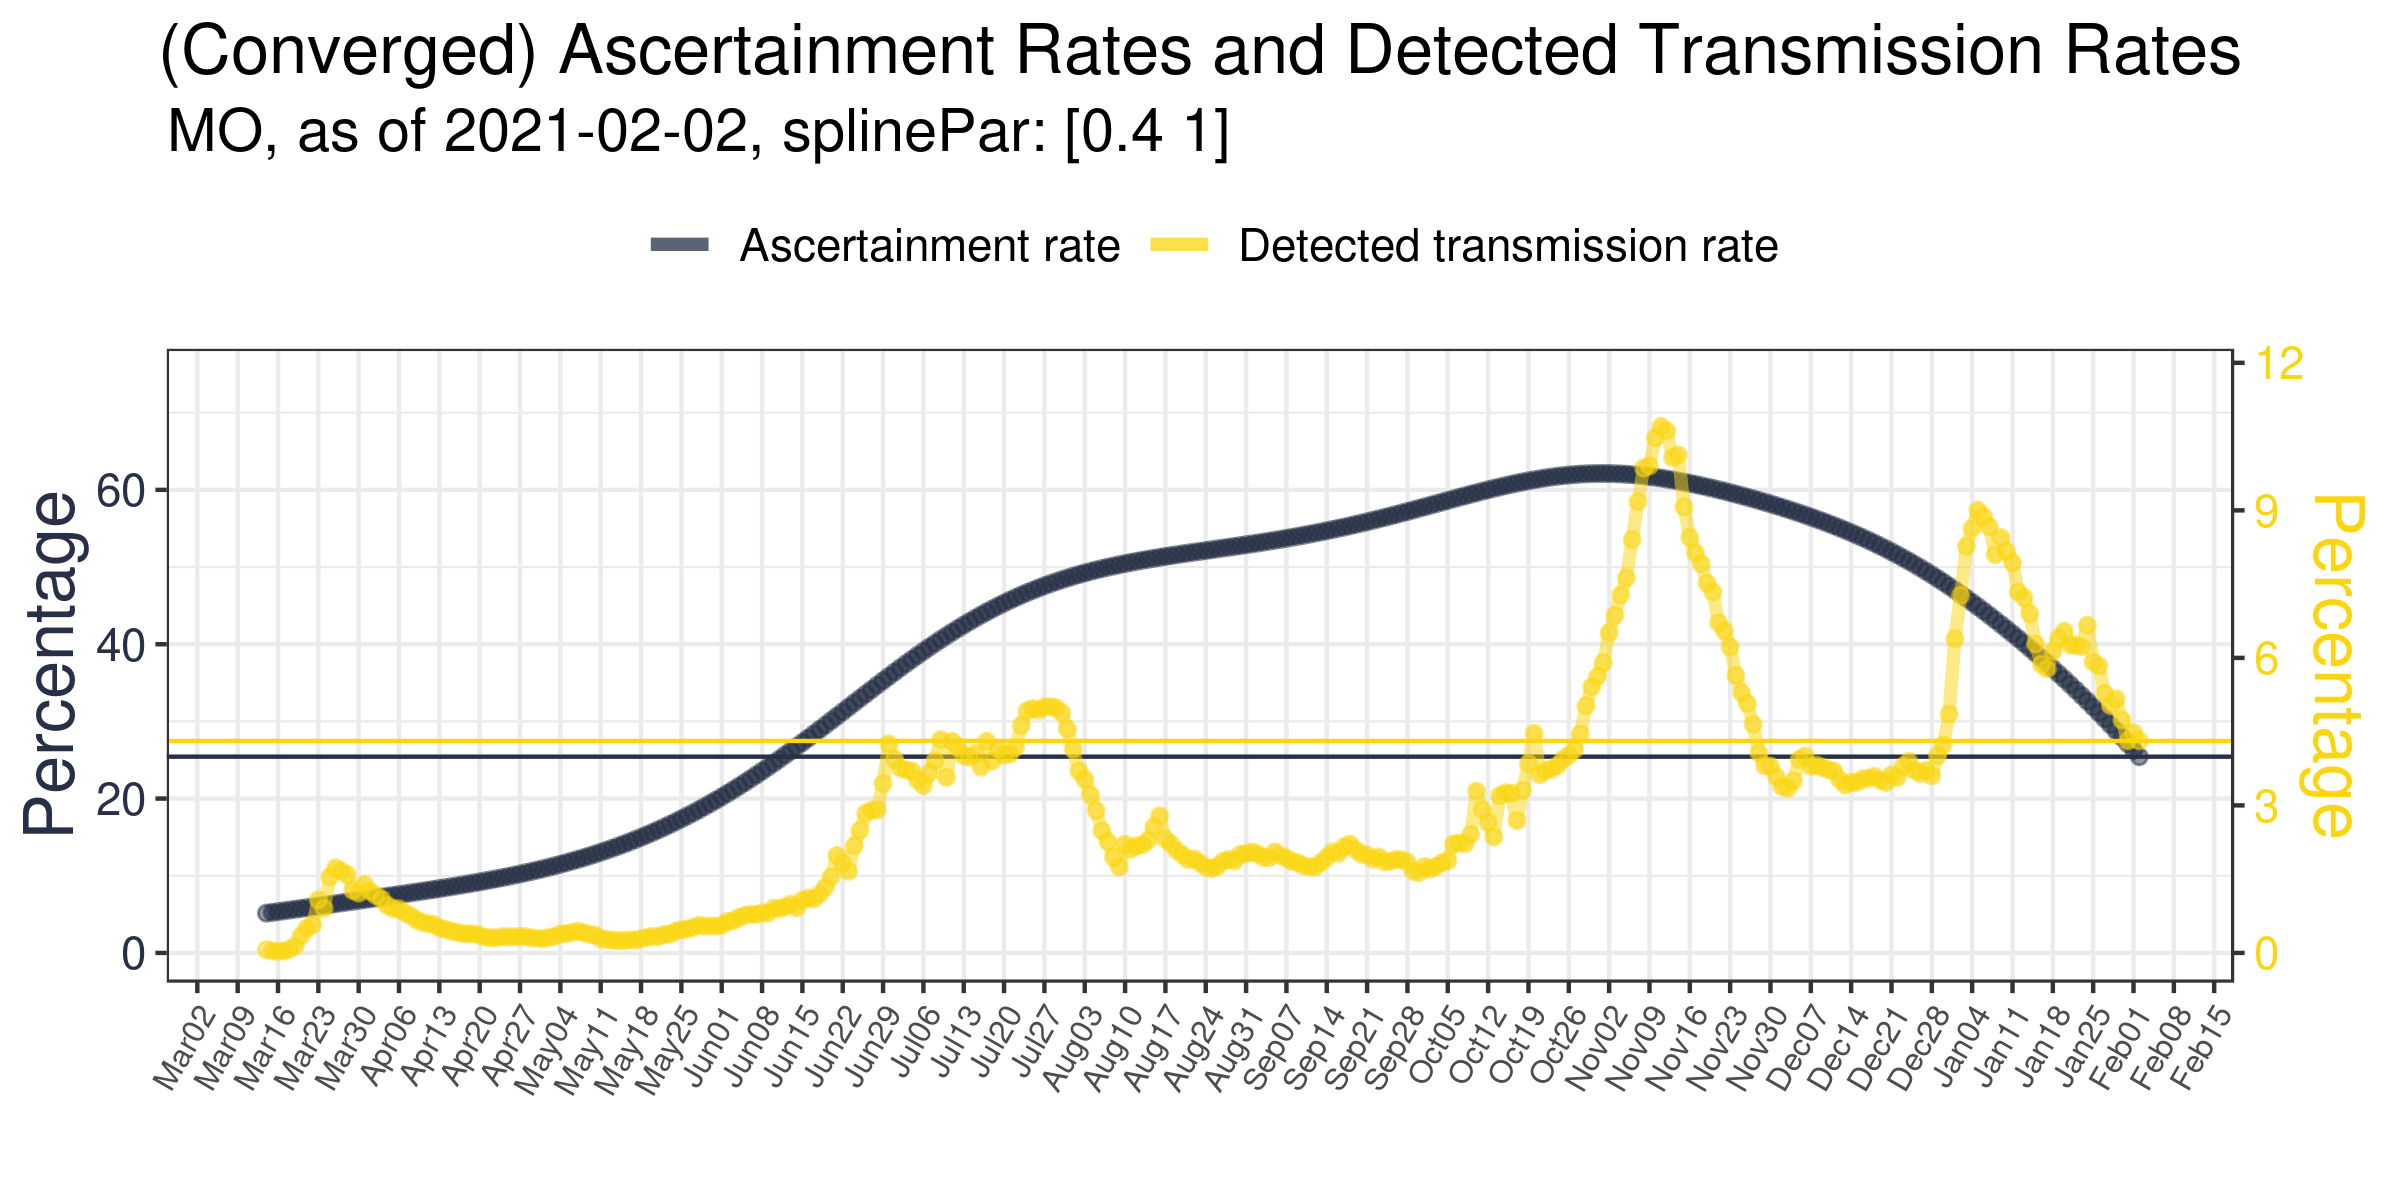 (Converged) Ascertainment Rates and Detected Transmission Rates
MO, as of 2021-02-02, splinePar: [0.4 1]
Ascertainment rate
Detected transmission rate
Percentage
60
40
20
0
12
9
6
3
0
Percentage
Mar02
Mar09
Mar16
Mar23
Mar30
Apr06
Apr13
Apr20
Apr27
May04
May11
May18
May25
Jun01
Jun08
Jun15
Jun22
Jun29
Jul06
Jul13
Jul20
Jul27
Aug03
Aug10
Aug17
Aug24
Aug31
Sep07
Sep14
Sep21
Sep28
Oct05
Oct12
Oct19
Oct26
Nov02
Nov09
Nov16
Nov23
Nov30
Dec07
Dec14
Dec21
Dec28
Jan04
Jan11
Jan18
Jan25
Feb01
Feb08
Feb15